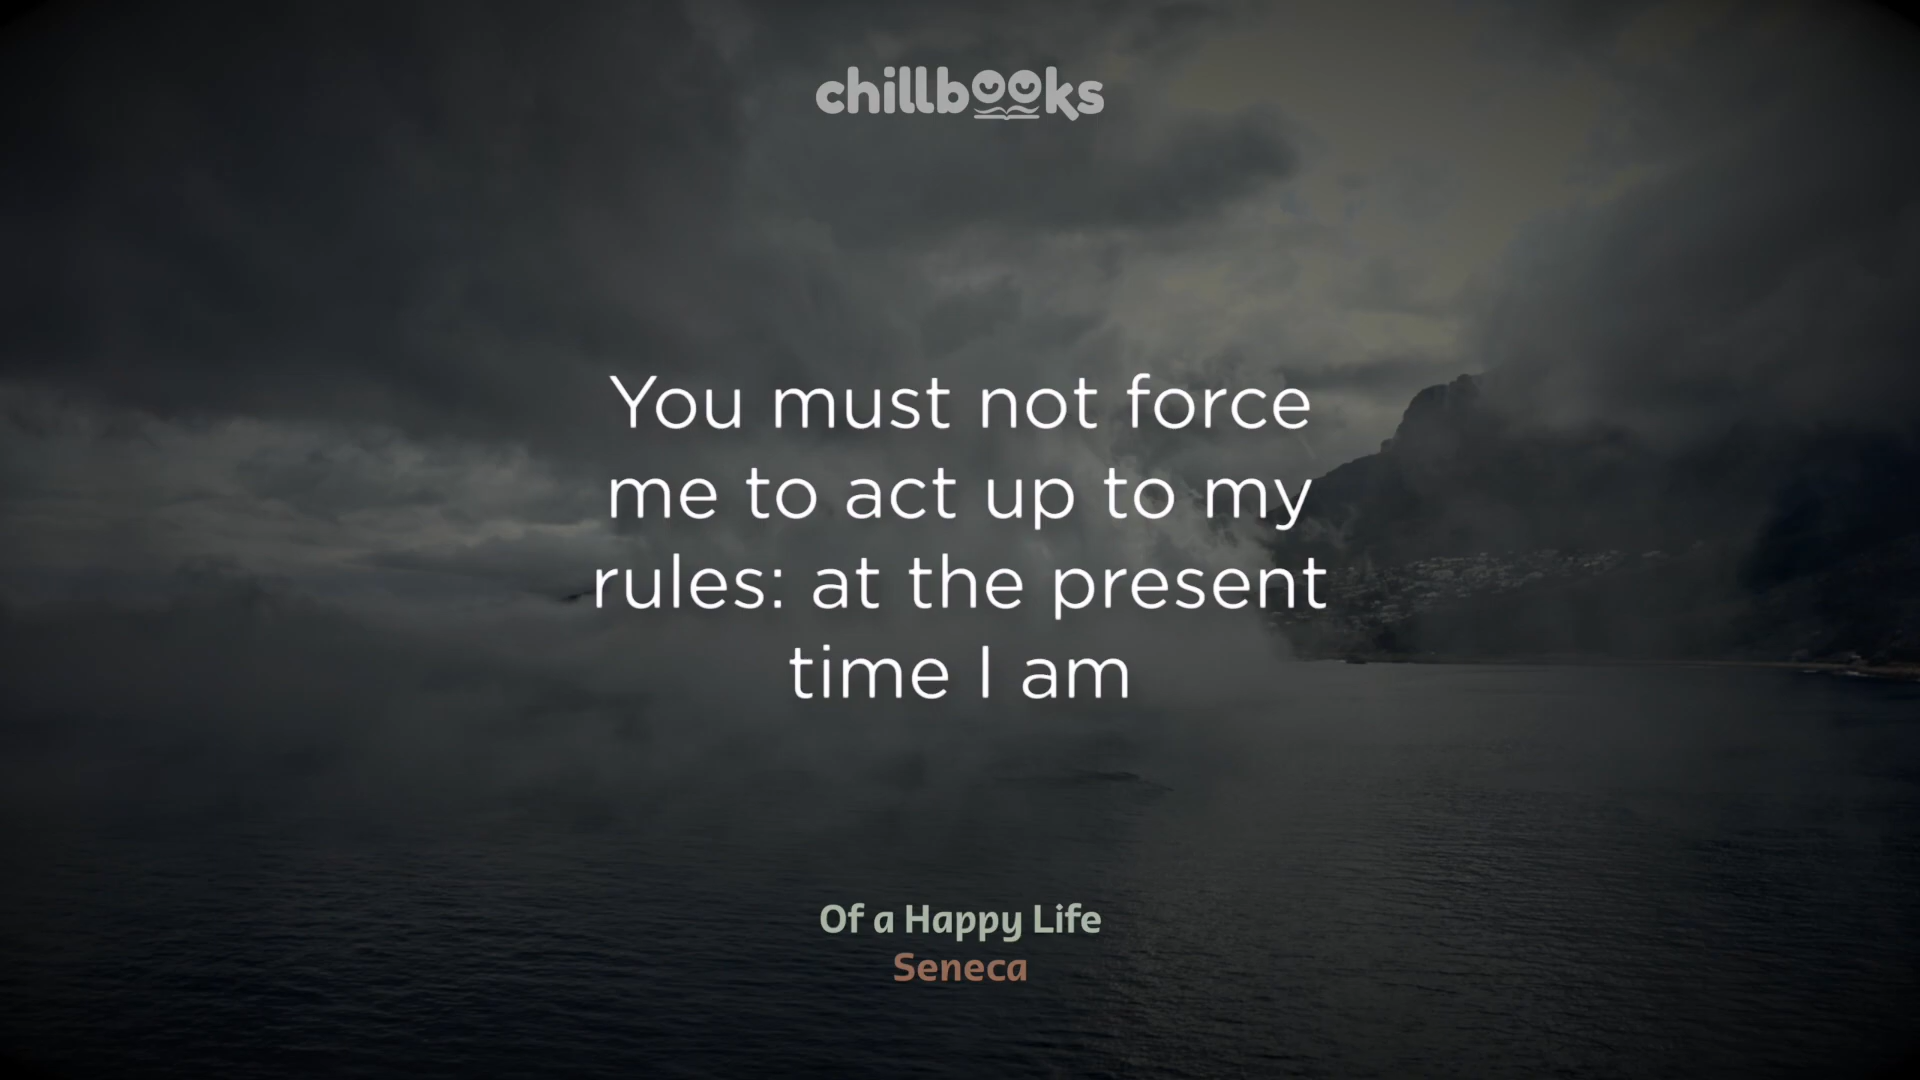 chillbooks
You must not force
me to act up to my
rules: at the present
time I am
Of a Happy Life
Seneca